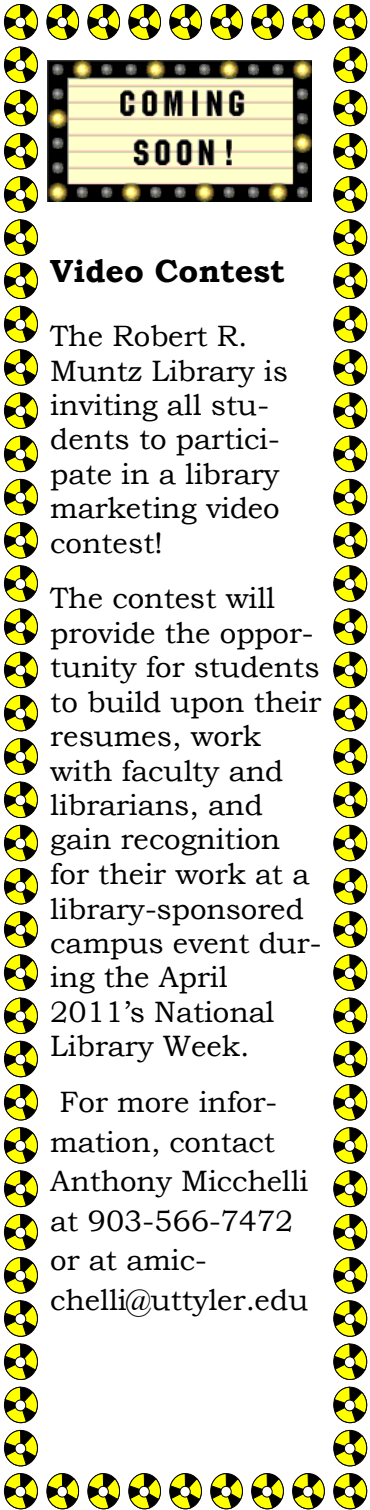 COMING
SOON!
Video Contest
The Robert R.
Muntz Library is
inviting all stu-
dents to partici-
pate in a library
marketing video
contest!
The contest will
provide the oppor-
tunity for students
to build upon their
resumes, work
with faculty and
librarians, and
gain recognition
for their work at a
library-sponsored
campus event dur-
ing the April
2011’s National
Library Week.
For more infor-
mation, contact
Anthony Micchelli
at 903-566-7472
or at amic-
chelli@uttyler.edu